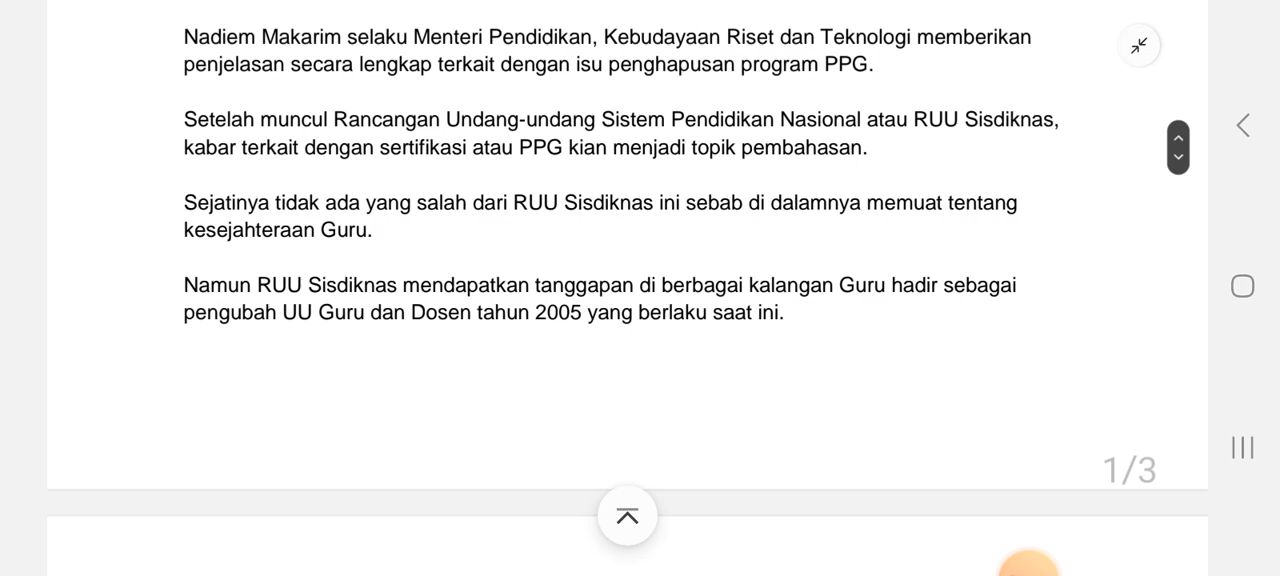 Nadiem Makarim selaku Menteri Pendidikan, Kebudayaan Riset dan Teknologi memberikan
penjelasan secara lengkap terkait dengan isu penghapusan program PPG.
Setelah muncul Rancangan Undang-undang Sistem Pendidikan Nasional atau RUU Sisdiknas,
kabar terkait dengan sertifikasi atau PPG kian menjadi topik pembahasan.
Sejatinya tidak ada yang salah dari RUU Sisdiknas ini sebab di dalamnya memuat tentang
kesejahteraan Guru.
Namun RUU Sisdiknas mendapatkan tanggapan di berbagai kalangan Guru hadir sebagai
pengubah UU Guru dan Dosen tahun 2005 yang berlaku saat ini.
1/3